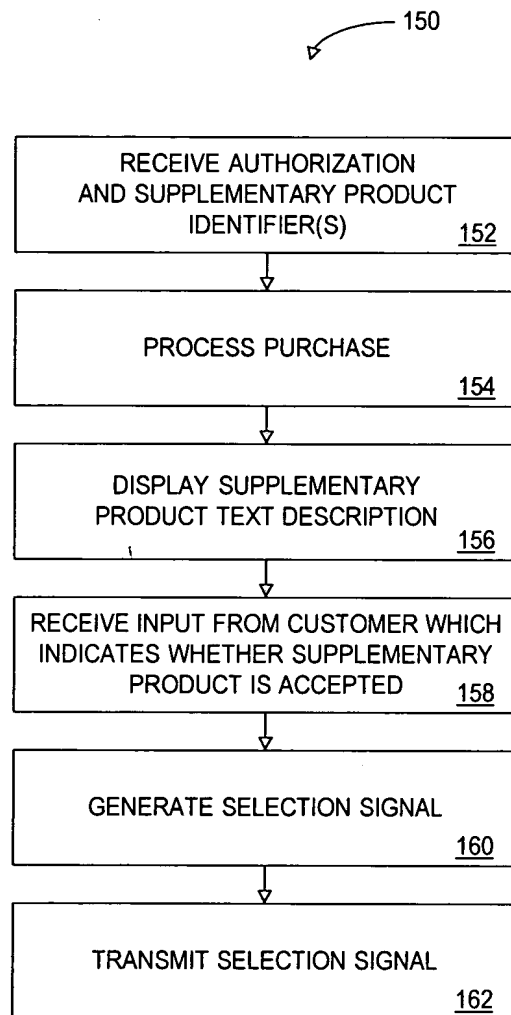 150
RECEIVE AUTHORIZATION
AND SUPPLEMENTARY PRODUCT
IDENTIFIER(S)
152
PROCESS PURCHASE
154
DISPLAY SUPPLEMENTARY
PRODUCT TEXT DESCRIPTION
156
RECEIVE INPUT FROM CUSTOMER WHICH
INDICATES WHETHER SUPPLEMENTARY
PRODUCT IS ACCEPTED
158
GENERATE SELECTION SIGNAL
160
TRANSMIT SELECTION SIGNAL
162